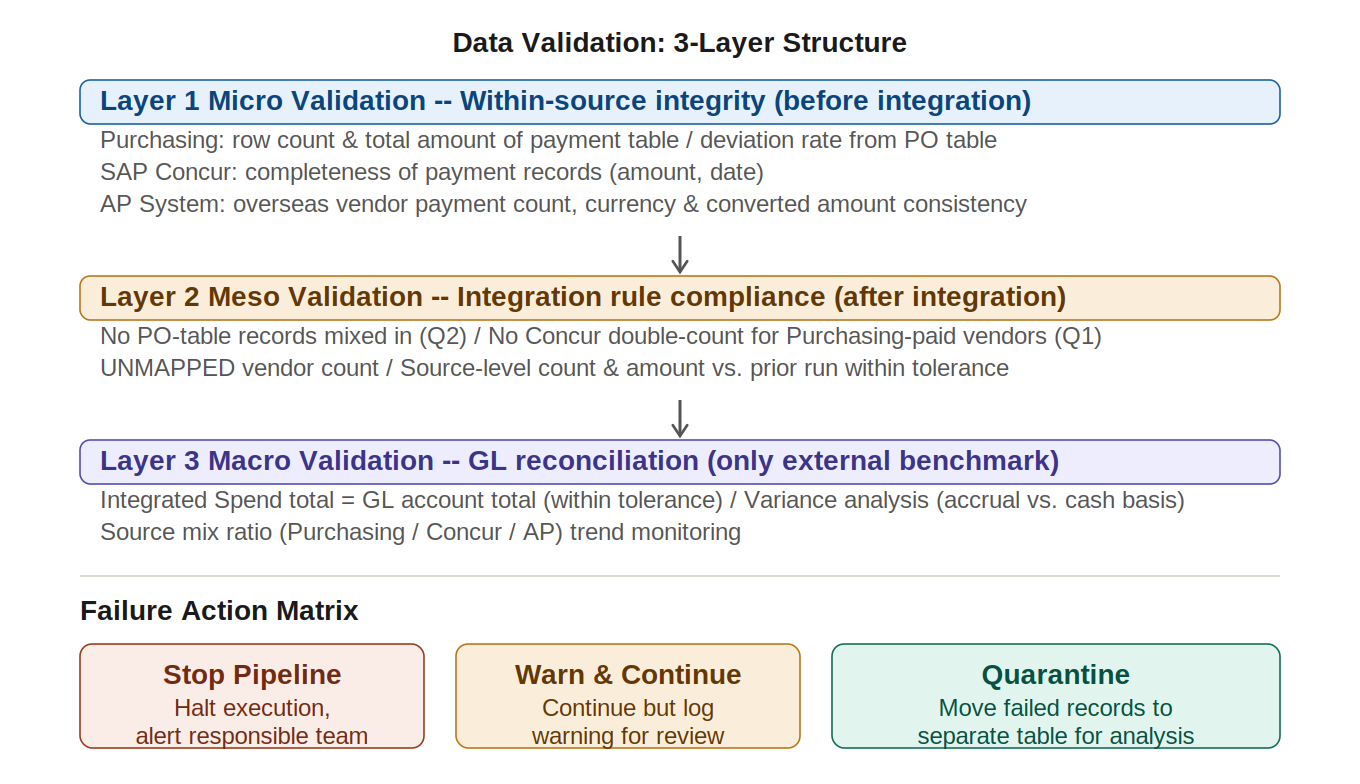 Data Validation: 3-Layer Structure
Layer 1 Micro Validation -- Within-source integrity (before integration)
Purchasing: row count & total amount of payment table / deviation rate from PO table
SAP Concur: completeness of payment records (amount, date)
AP System: overseas vendor payment count, currency & converted amount consistency
Layer 2 Meso Validation -- Integration rule compliance (after integration)
No PO-table records mixed in (Q2) / No Concur double-count for Purchasing-paid vendors (Q1)
UNMAPPED vendor count / Source-level count & amount vs. prior run within tolerance
Layer 3 Macro Validation -- GL reconciliation (only external benchmark)
Integrated Spend total = GL account total (within tolerance) / Variance analysis (accrual vs. cash basis)
Source mix ratio (Purchasing / Concur / AP) trend monitoring
Failure Action Matrix
Stop Pipeline
Halt execution,
alert responsible team
Warn & Continue
Continue but log
warning for review
Quarantine
Move failed records to
separate table for analysis